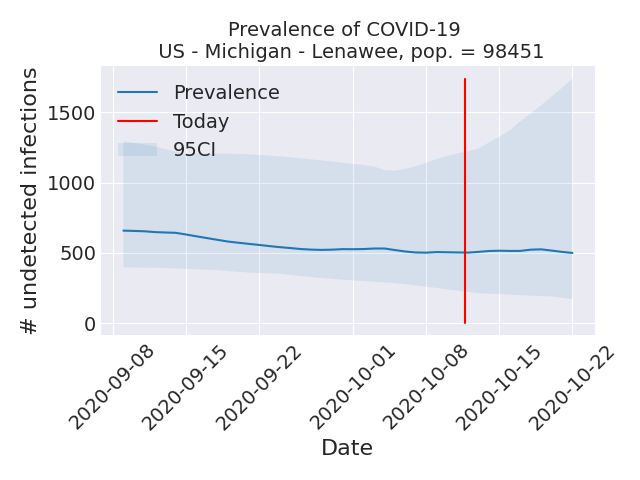 Prevalence of COVID-19
US - Michigan - Lenawee, pop. = 98451
# undetected infections
1500
1000
500
0
Prevalence
Today
95CI
2020-09-08
2020-09-15
2020-09-22
2020-10-01
2020-10-08
2020-10-15
2020-10-22
Date